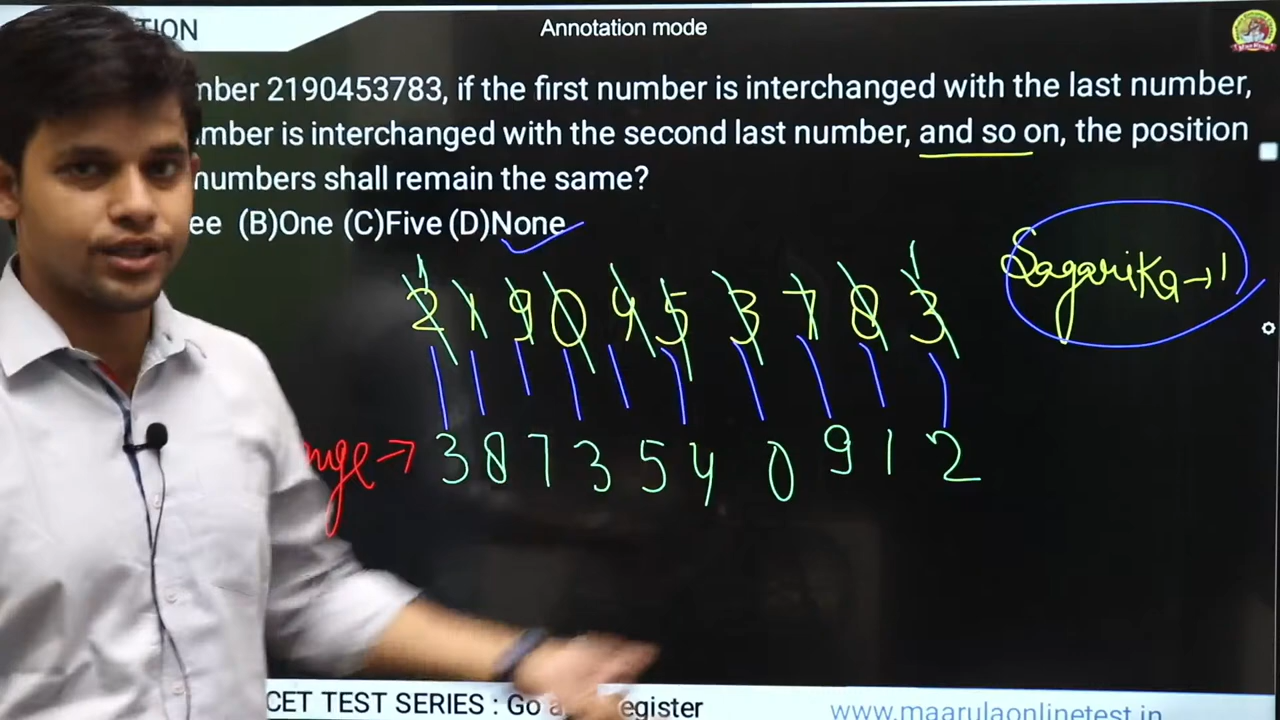 TION
Annotation mode
mber 2190453783, if the first number is interchanged with the last number,
mber is interchanged with the second last number, and so on, the position
numbers shall remain the same?
ee (B)One (C)Five (D)None
2 1 9 0 4 5 3 7 8 3
Sagarika→1
nge→ 3 8 7 3 5 4 0 9 1 2
CET TEST SERIES : Go a egister
www.maarulaonlinetest.in